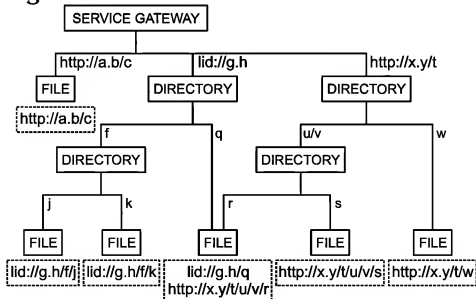 SERVICE GATEWAY
http://a.b/c
lid://g.h
http://x.y/t
FILE
DIRECTORY
DIRECTORY
http://a.b/c
f
q
u/v
w
DIRECTORY
DIRECTORY
j
k
r
s
FILE
FILE
FILE
FILE
FILE
lid://g.h/f/j
lid://g.h/f/k
lid://g.h/q
http://x.y/t/u/v/r
http://x.y/t/u/v/s
http://x.y/t/w